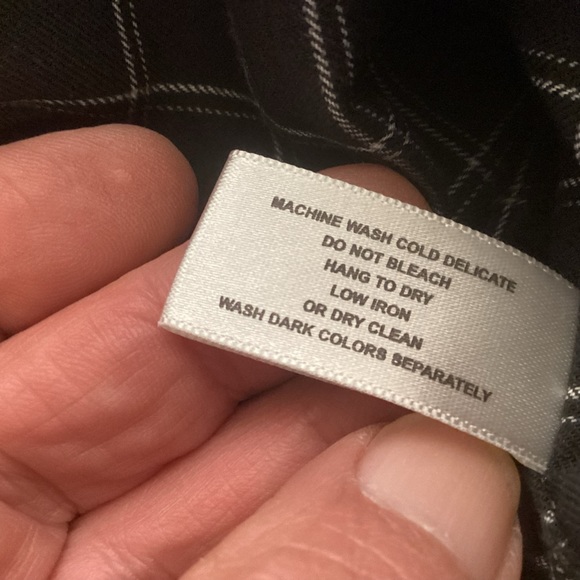 MACHINE WASH COLD DELICATE
DO NOT BLEACH
HANG TO DRY
LOW IRON
OR DRY CLEAN
WASH DARK COLORS SEPARATELY